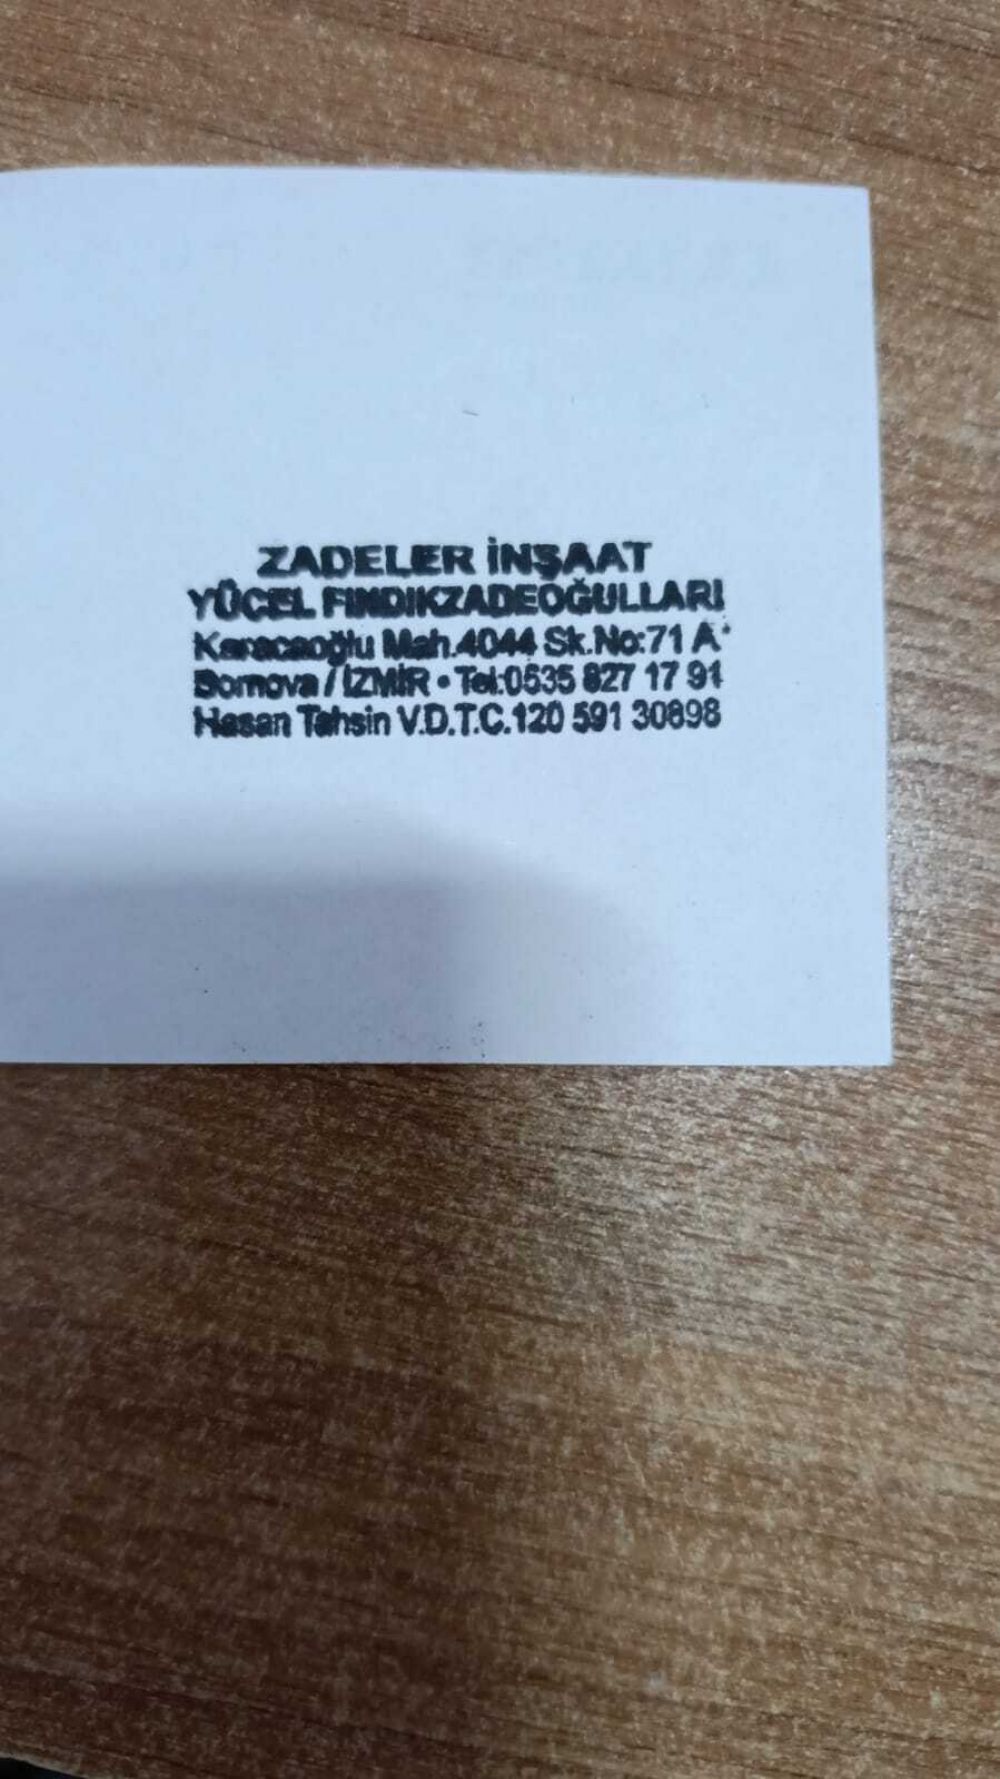 ZADELER İNŞAAT
YÜCEL FINDIKZADEOĞULLARI
Karacaoğlu Mah.4044 Sk.No:71 A
Bornova / İZMİR • Tel:0535 827 17 91
Hasan Tahsin V.D.T.C.120 591 30898